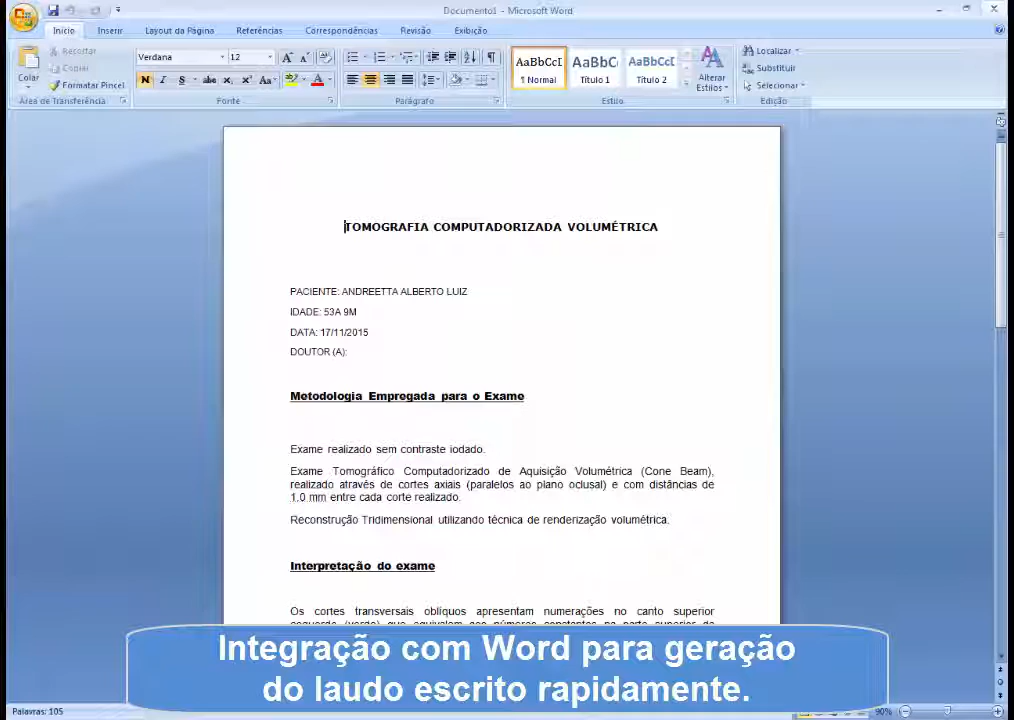 Documento1 - Microsoft Word
Início Inserir Layout da Página Referências Correspondências Revisão Exibição
Colar
Recortar
Copiar
Formatar Pincel
Área de Transferência
Verdana 12
N I S abc x₂ x² Aa
Fonte
Parágrafo
AaBbCcI AaBbC AaBbCcI
¶ Normal Título 1 Título 2
Alterar
Estilos
Estilo
Localizar
Substituir
Selecionar
Edição
TOMOGRAFIA COMPUTADORIZADA VOLUMÉTRICA
PACIENTE: ANDREETTA ALBERTO LUIZ
IDADE: 53A 9M
DATA: 17/11/2015
DOUTOR (A):
Metodologia Empregada para o Exame
Exame realizado sem contraste iodado.
Exame Tomográfico Computadorizado de Aquisição Volumétrica (Cone Beam),
realizado através de cortes axiais (paralelos ao plano oclusal) e com distâncias de
1.0 mm entre cada corte realizado.
Reconstrução Tridimensional utilizando técnica de renderização volumétrica.
Interpretação do exame
Os cortes transversais oblíquos apresentam numerações no canto superior
Integração com Word para geração
do laudo escrito rapidamente.
Palavras: 105
90%